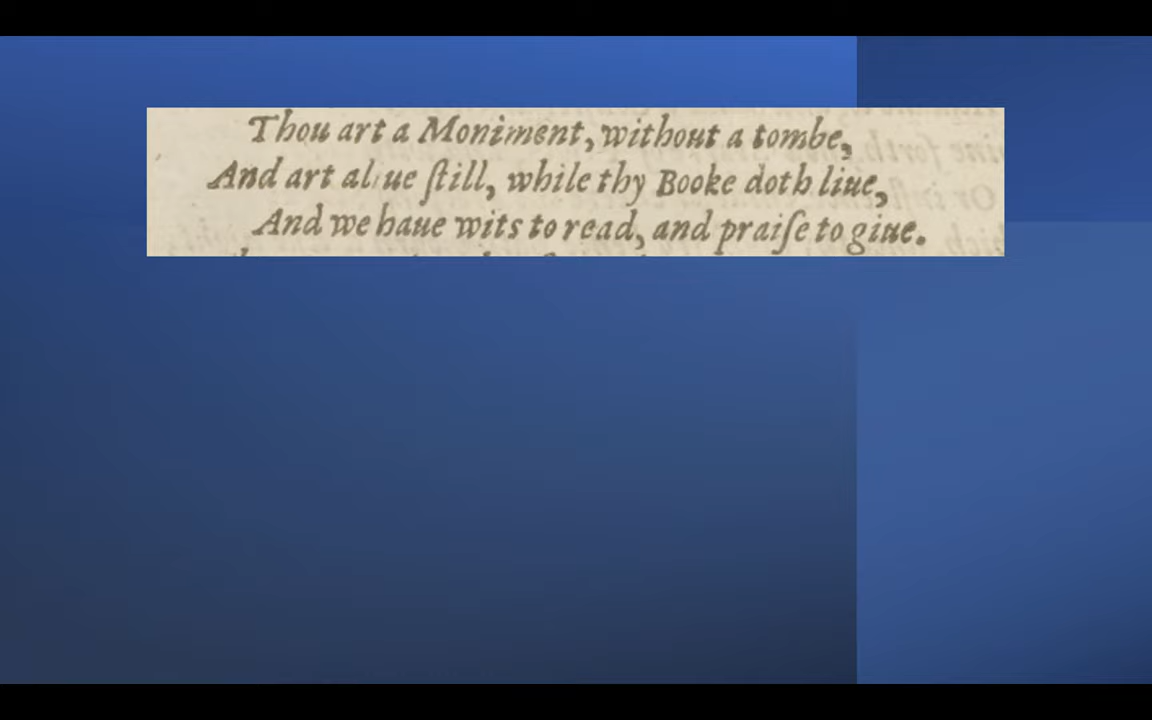 Thou art a Moniment, without a tombe,
And art aliue ſtill, while thy Booke doth liue,
And we haue wits to read, and praiſe to giue.